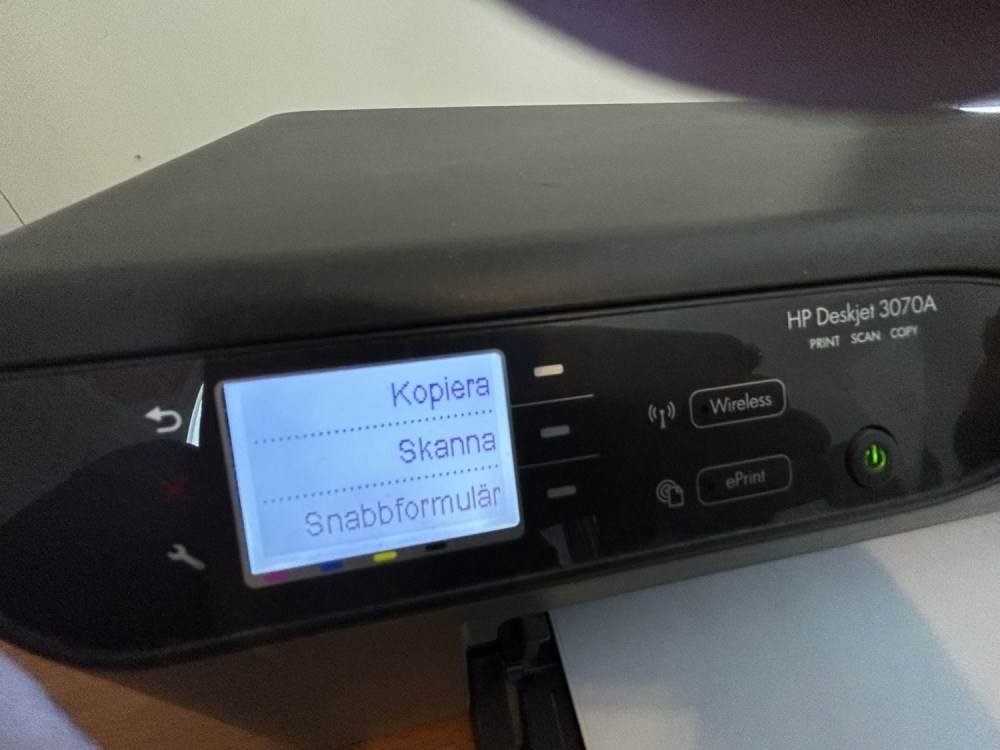 HP Deskjet 3070A
PRINT SCAN COPY
Kopiera
Skanna
Snabbformulär
Wireless
ePrint